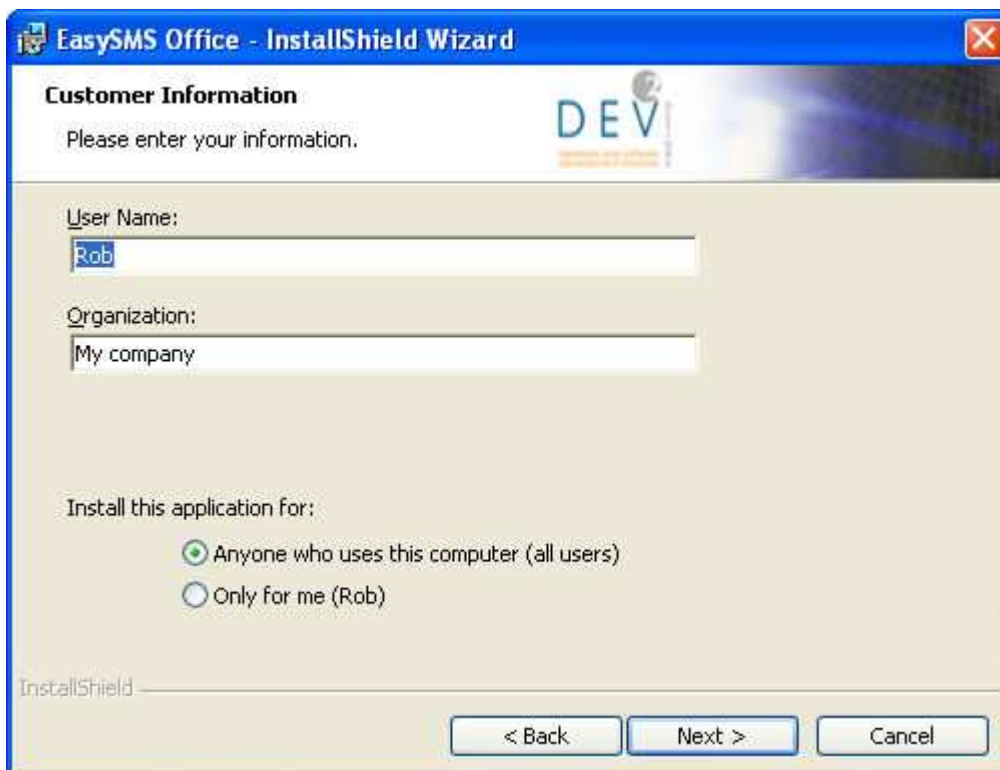 EasySMS Office - InstallShield Wizard
Customer Information
Please enter your information.
DEV2
User Name:
Rob
Organization:
My company
Install this application for:
Anyone who uses this computer (all users)
Only for me (Rob)
InstallShield
< Back
Next >
Cancel